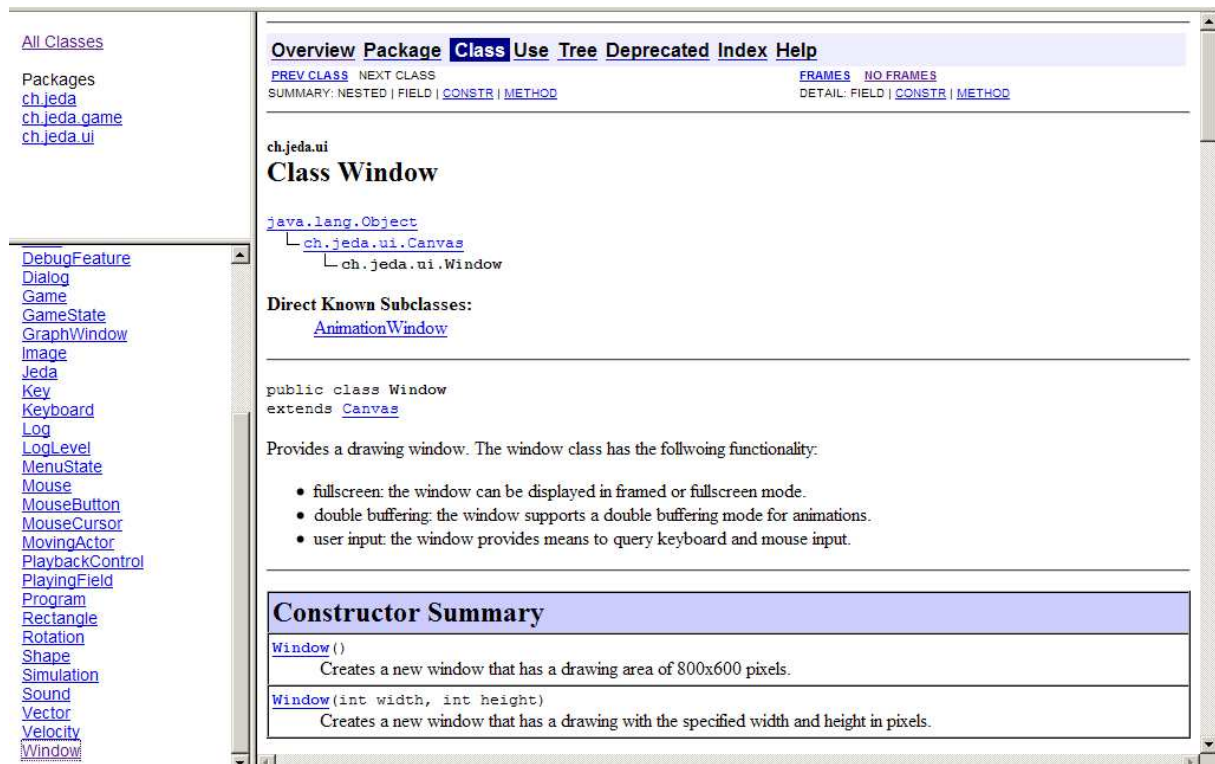 All Classes
Packages
ch.jeda
ch.jeda.game
ch.jeda.ui
DebugFeature
Dialog
Game
GameState
GraphWindow
Image
Jeda
Key
Keyboard
Log
LogLevel
MenuState
Mouse
MouseButton
MouseCursor
MovingActor
PlaybackControl
PlayingField
Program
Rectangle
Rotation
Shape
Simulation
Sound
Vector
Velocity
Window
Overview Package Class Use Tree Deprecated Index Help
PREV CLASS NEXT CLASS FRAMES NO FRAMES
SUMMARY: NESTED | FIELD | CONSTR | METHOD DETAIL: FIELD | CONSTR | METHOD
ch.jeda.ui
Class Window
java.lang.Object
ch.jeda.ui.Canvas
ch.jeda.ui.Window
Direct Known Subclasses:
AnimationWindow
public class Window
extends Canvas
Provides a drawing window. The window class has the follwoing functionality:
• fullscreen: the window can be displayed in framed or fullscreen mode.
• double buffering: the window supports a double buffering mode for animations.
• user input: the window provides means to query keyboard and mouse input.
Constructor Summary
Window()
Creates a new window that has a drawing area of 800x600 pixels.
Window(int width, int height)
Creates a new window that has a drawing with the specified width and height in pixels.